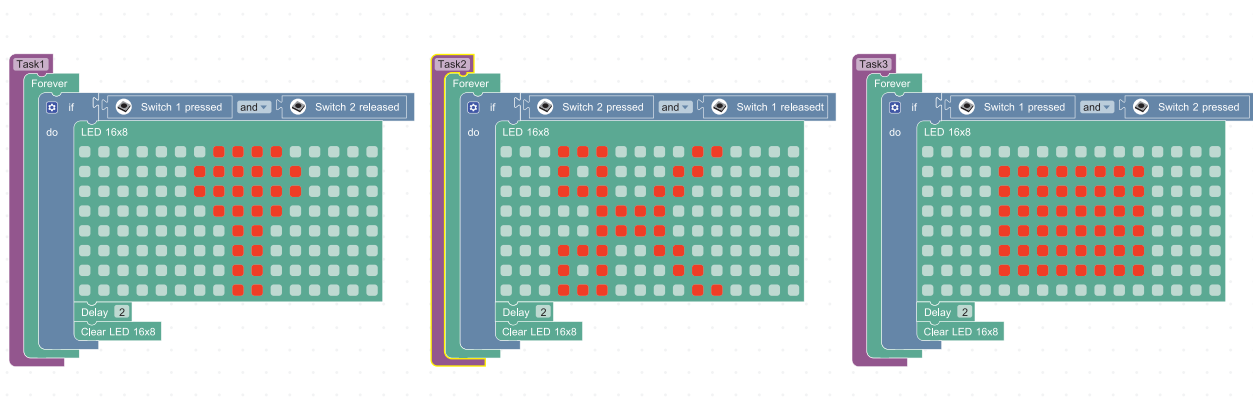 Task1
Forever
if Switch 1 pressed and Switch 2 released
do LED 16x8
Delay 2
Clear LED 16x8
Task2
Forever
if Switch 2 pressed and Switch 1 releasedt
do LED 16x8
Delay 2
Clear LED 16x8
Task3
Forever
if Switch 1 pressed and Switch 2 pressed
do LED 16x8
Delay 2
Clear LED 16x8